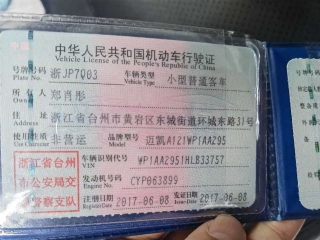 中华人民共和国机动车行驶证
Vehicle License of the People's Republic of China
号牌号码 Plate No. 浙JP7Q03 车辆类型 Vehicle Type 小型普通客车
所有人 Owner 郑肖彤
住址 Address 浙江省台州市黄岩区东城街道环城东路31号
使用性质 Use Character 非营运 品牌型号 Model 迈凯A1Z1WP1AAZ95
浙江省台州市公安局交警察支队
车辆识别代号 VIN WP1AA2951HLB33757
发动机号码 Engine No. CYP063899
注册日期 Register Date 2017-06-08 发证日期 Issue Date 2017-06-08